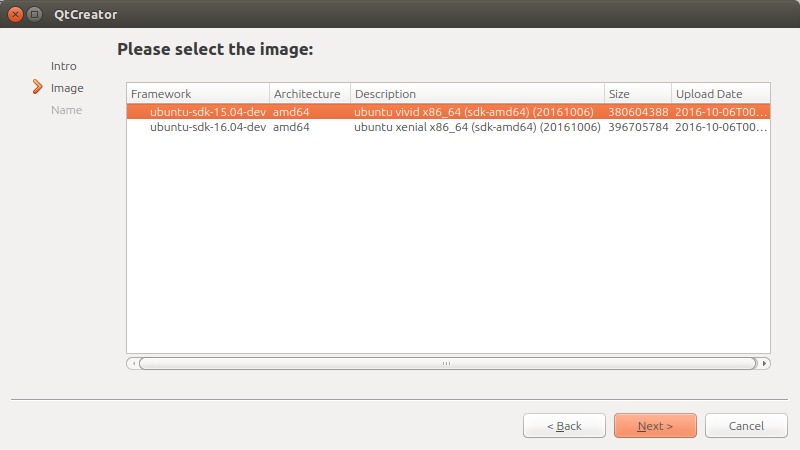 QtCreator
Please select the image:
Intro
Image
Name
Framework Architecture Description Size Upload Date
ubuntu-sdk-15.04-dev amd64 ubuntu vivid x86_64 (sdk-amd64) (20161006) 380604388 2016-10-06T00...
ubuntu-sdk-16.04-dev amd64 ubuntu xenial x86_64 (sdk-amd64) (20161006) 396705784 2016-10-06T00...
< Back Next > Cancel